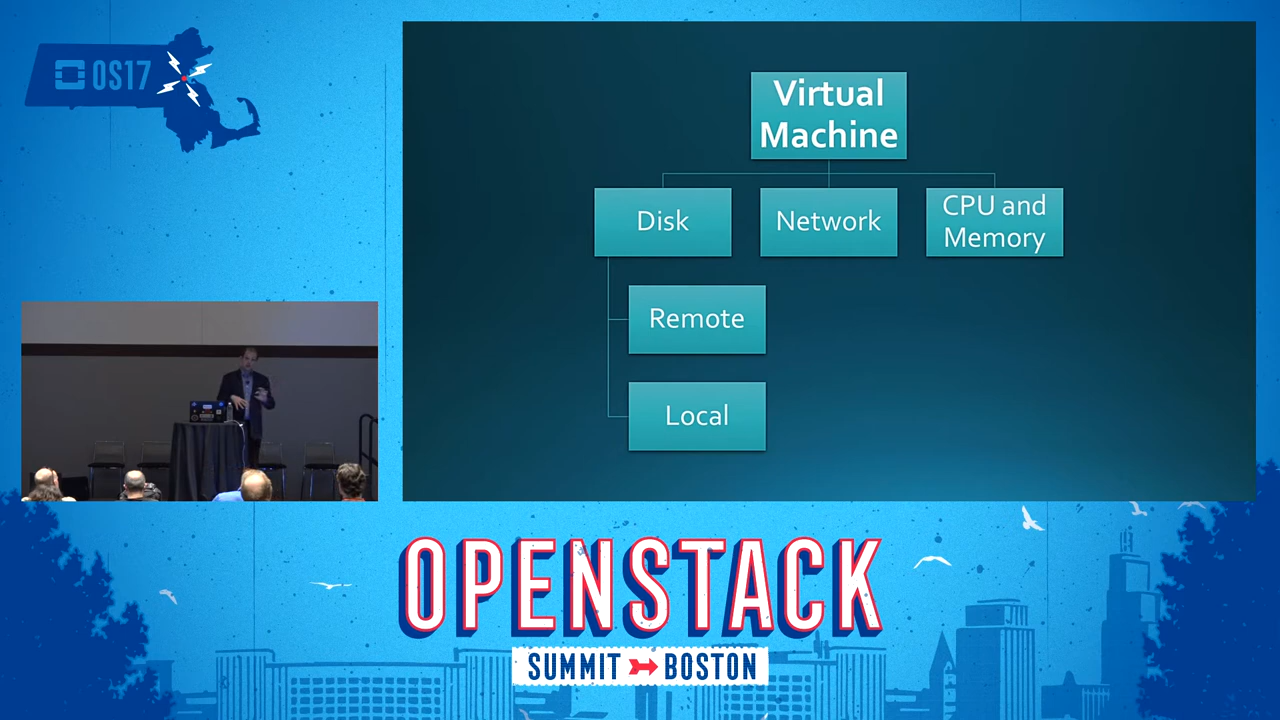 OS17
Virtual
Machine
Disk
Network
CPU and
Memory
Remote
Local
OPENSTACK
SUMMIT BOSTON